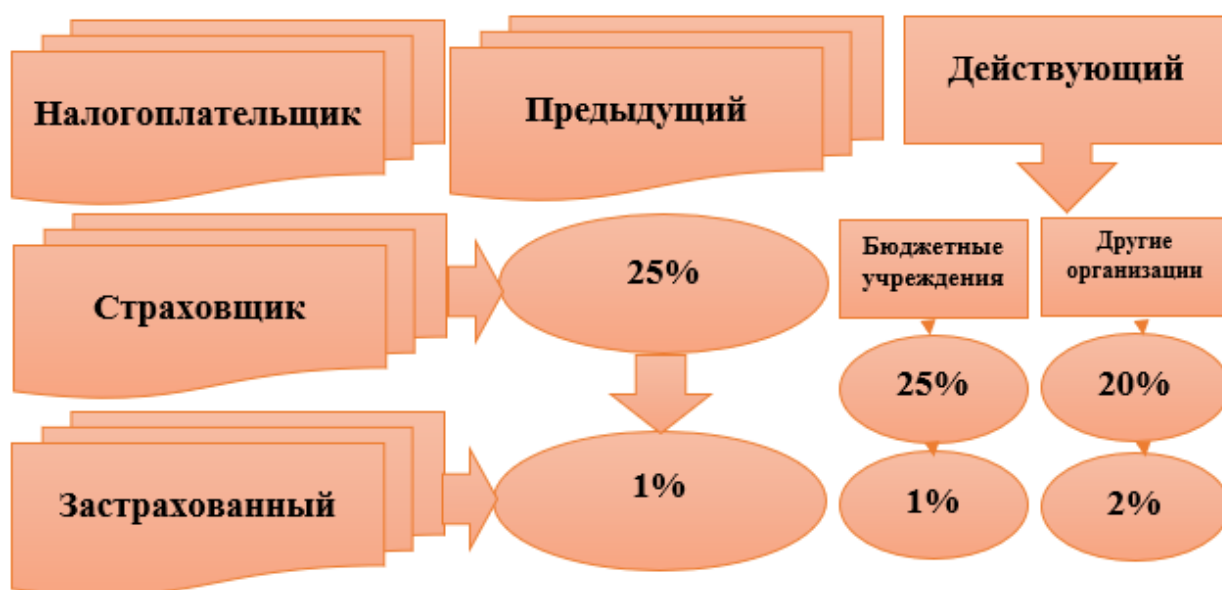 Налогоплательщик
Предыдущий
Действующий
Страховщик
25%
Бюджетные
учреждения
Другие
организации
25%
20%
Застрахованный
1%
1%
2%